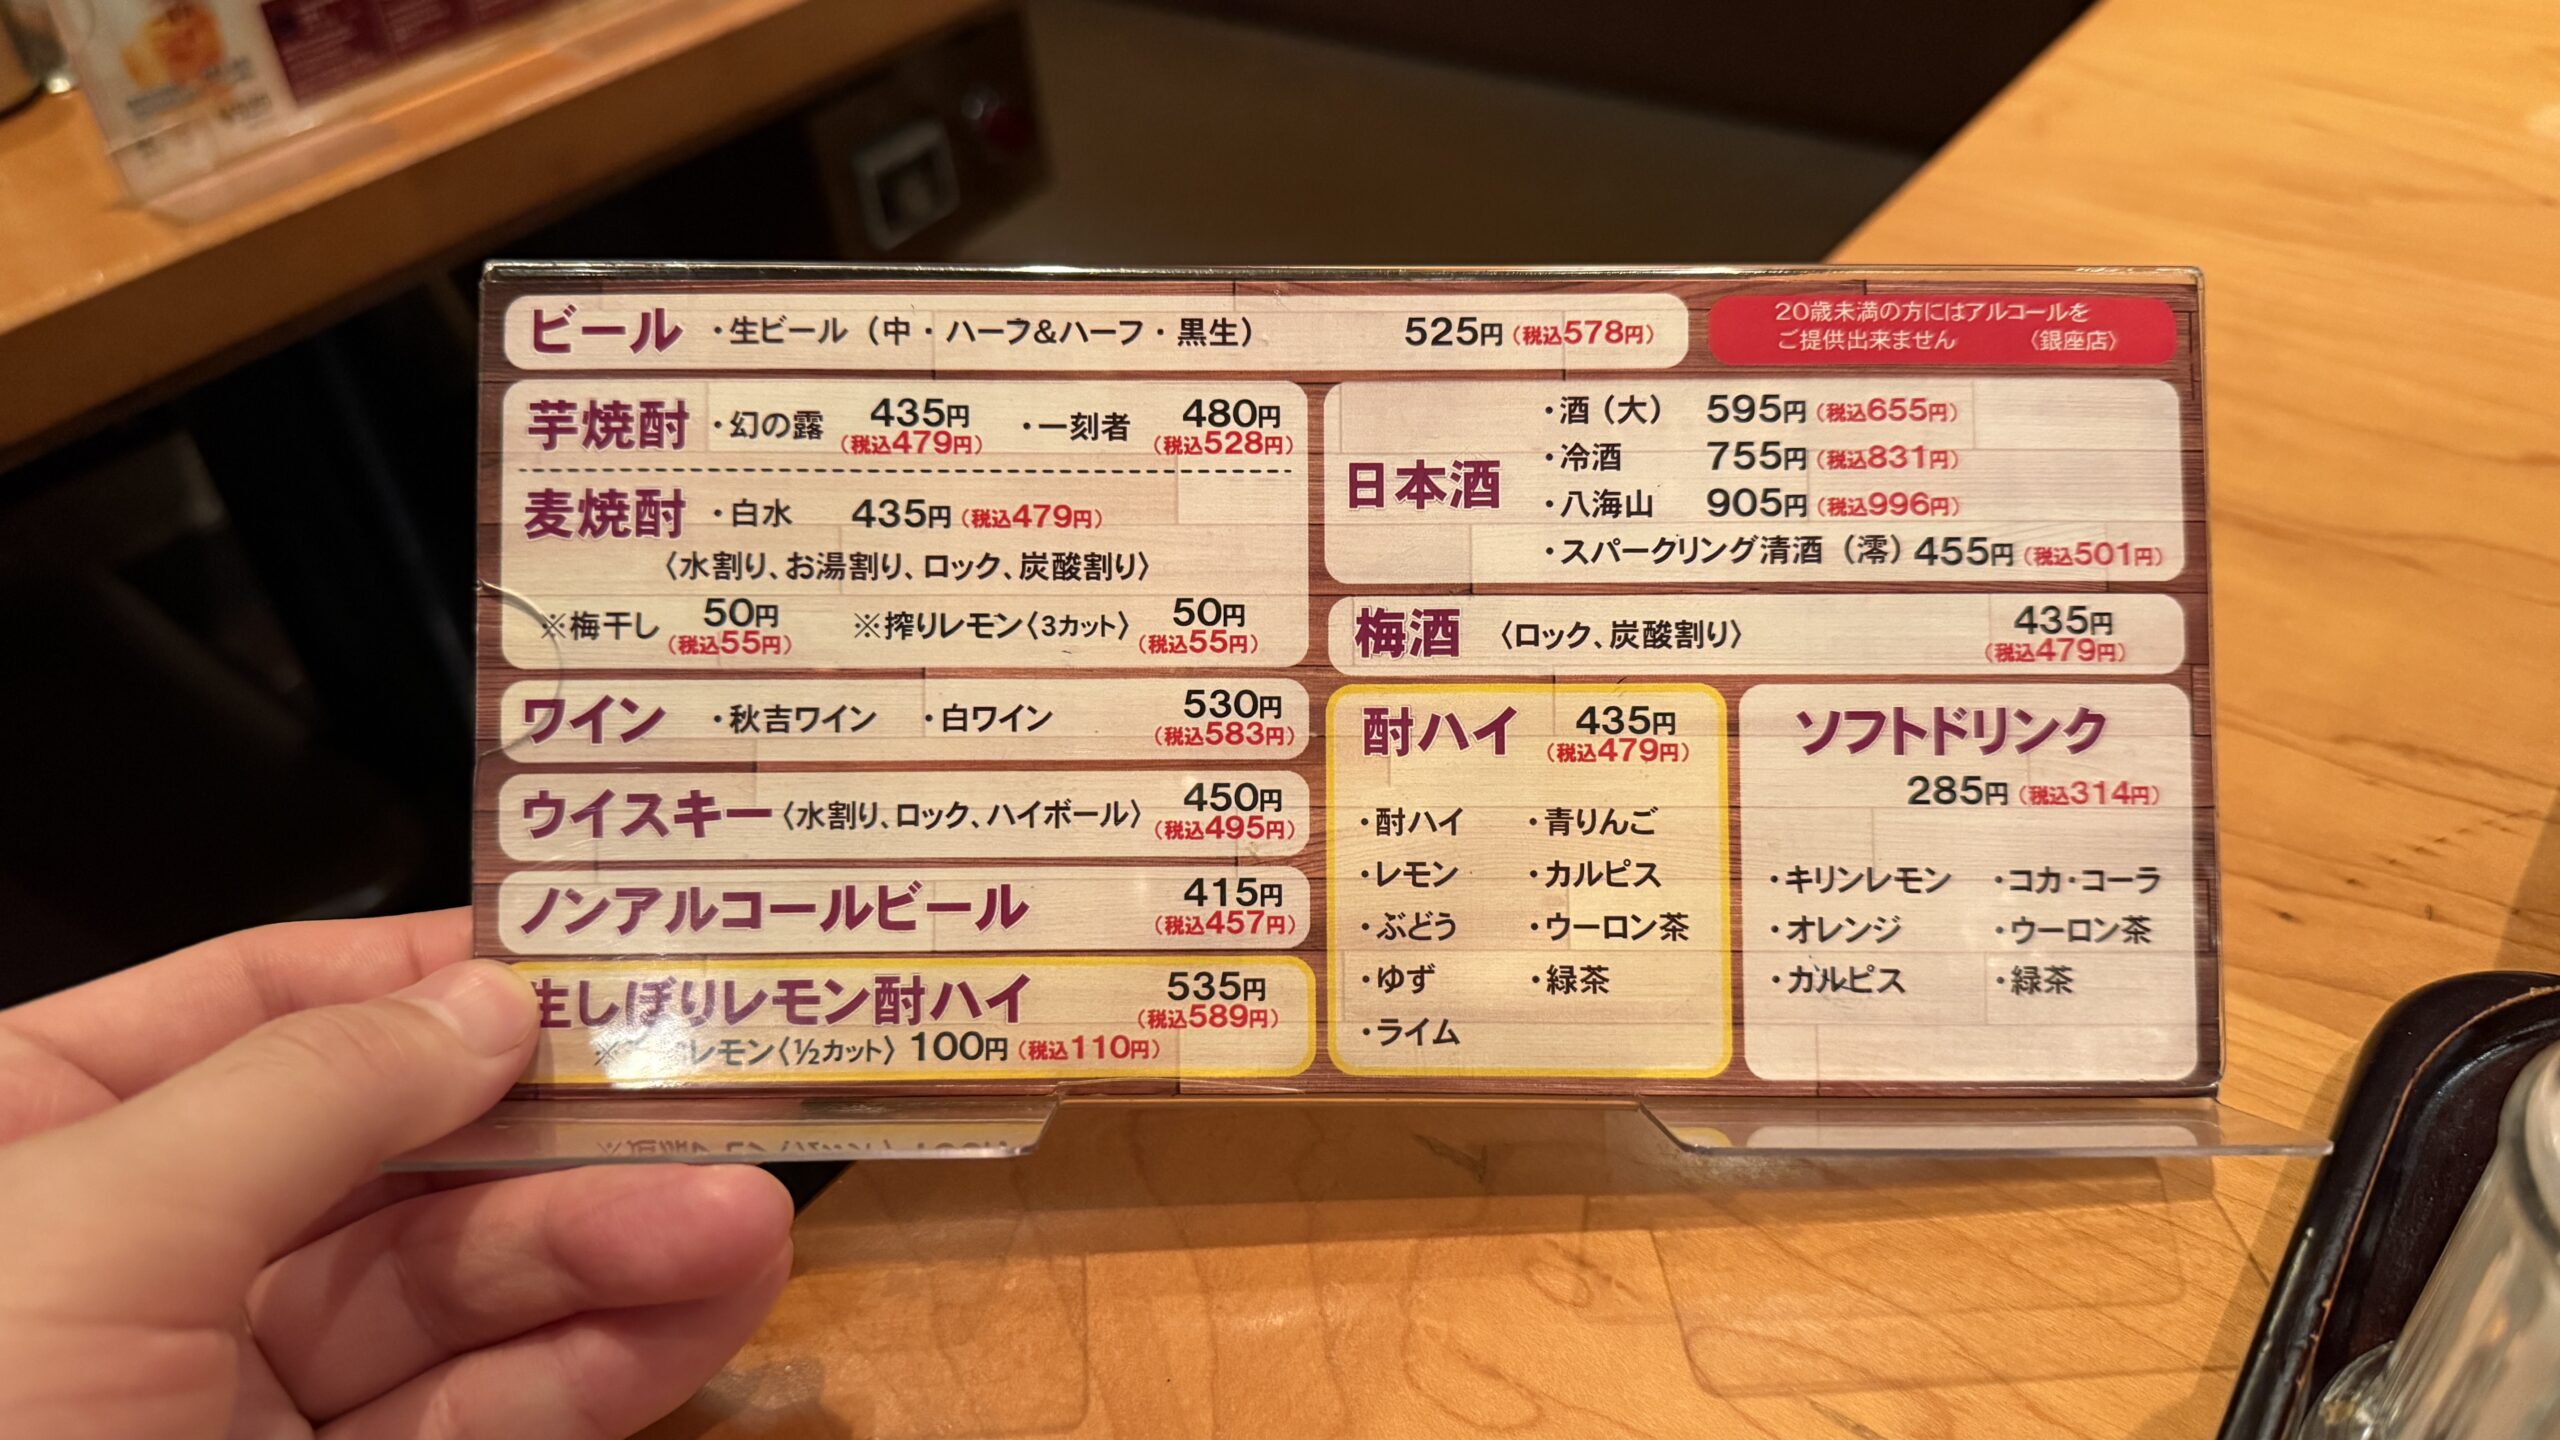 ビール ・生ビール（中・ハーフ&ハーフ・黒生） 525円（税込578円）
20歳未満の方にはアルコールを
ご提供出来ません 〈銀座店〉
芋焼酎 ・幻の露 435円（税込479円） ・一刻者 480円（税込528円）
麦焼酎 ・白水 435円（税込479円）
〈水割り、お湯割り、ロック、炭酸割り〉
※梅干し 50円（税込55円） ※搾りレモン〈3カット〉 50円（税込55円）
ワイン ・秋吉ワイン ・白ワイン 530円（税込583円）
ウイスキー〈水割り、ロック、ハイボール〉 450円（税込495円）
ノンアルコールビール 415円（税込457円）
生しぼりレモン酎ハイ 535円（税込589円）
レモン〈½カット〉 100円（税込110円）
日本酒
・酒（大） 595円（税込655円）
・冷酒 755円（税込831円）
・八海山 905円（税込996円）
・スパークリング清酒（澪） 455円（税込501円）
梅酒 〈ロック、炭酸割り〉 435円（税込479円）
酎ハイ 435円（税込479円）
・酎ハイ ・青りんご
・レモン ・カルピス
・ぶどう ・ウーロン茶
・ゆず ・緑茶
・ライム
ソフトドリンク
285円（税込314円）
・キリンレモン ・コカ・コーラ
・オレンジ ・ウーロン茶
・カルピス ・緑茶